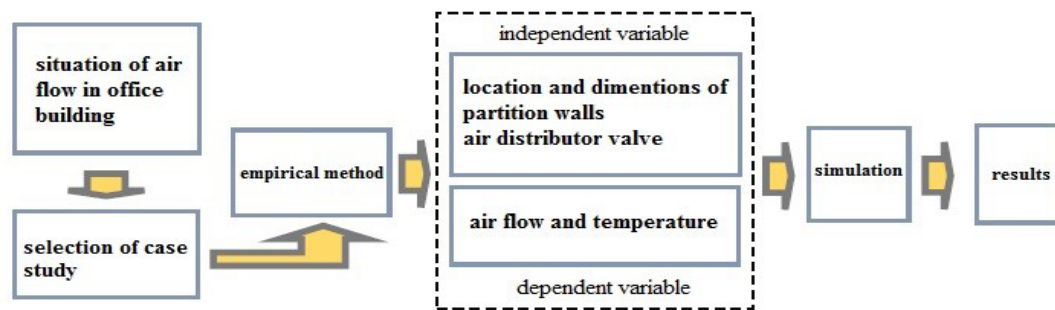 situation of air
flow in office
building
selection of case
study
empirical method
independent variable
location and dimentions of
partition walls
air distributor valve
air flow and temperature
dependent variable
simulation
results